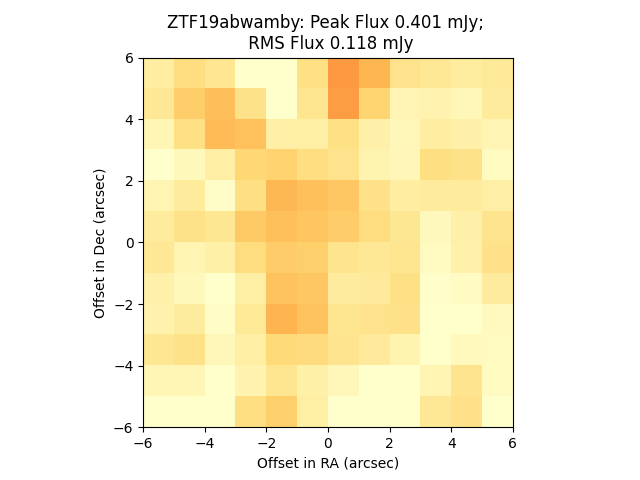 ZTF19abwamby: Peak Flux 0.401 mJy;
RMS Flux 0.118 mJy
6
4
2
0
−2
−4
−6
Offset in Dec (arcsec)
−6 −4 −2 0 2 4 6
Offset in RA (arcsec)